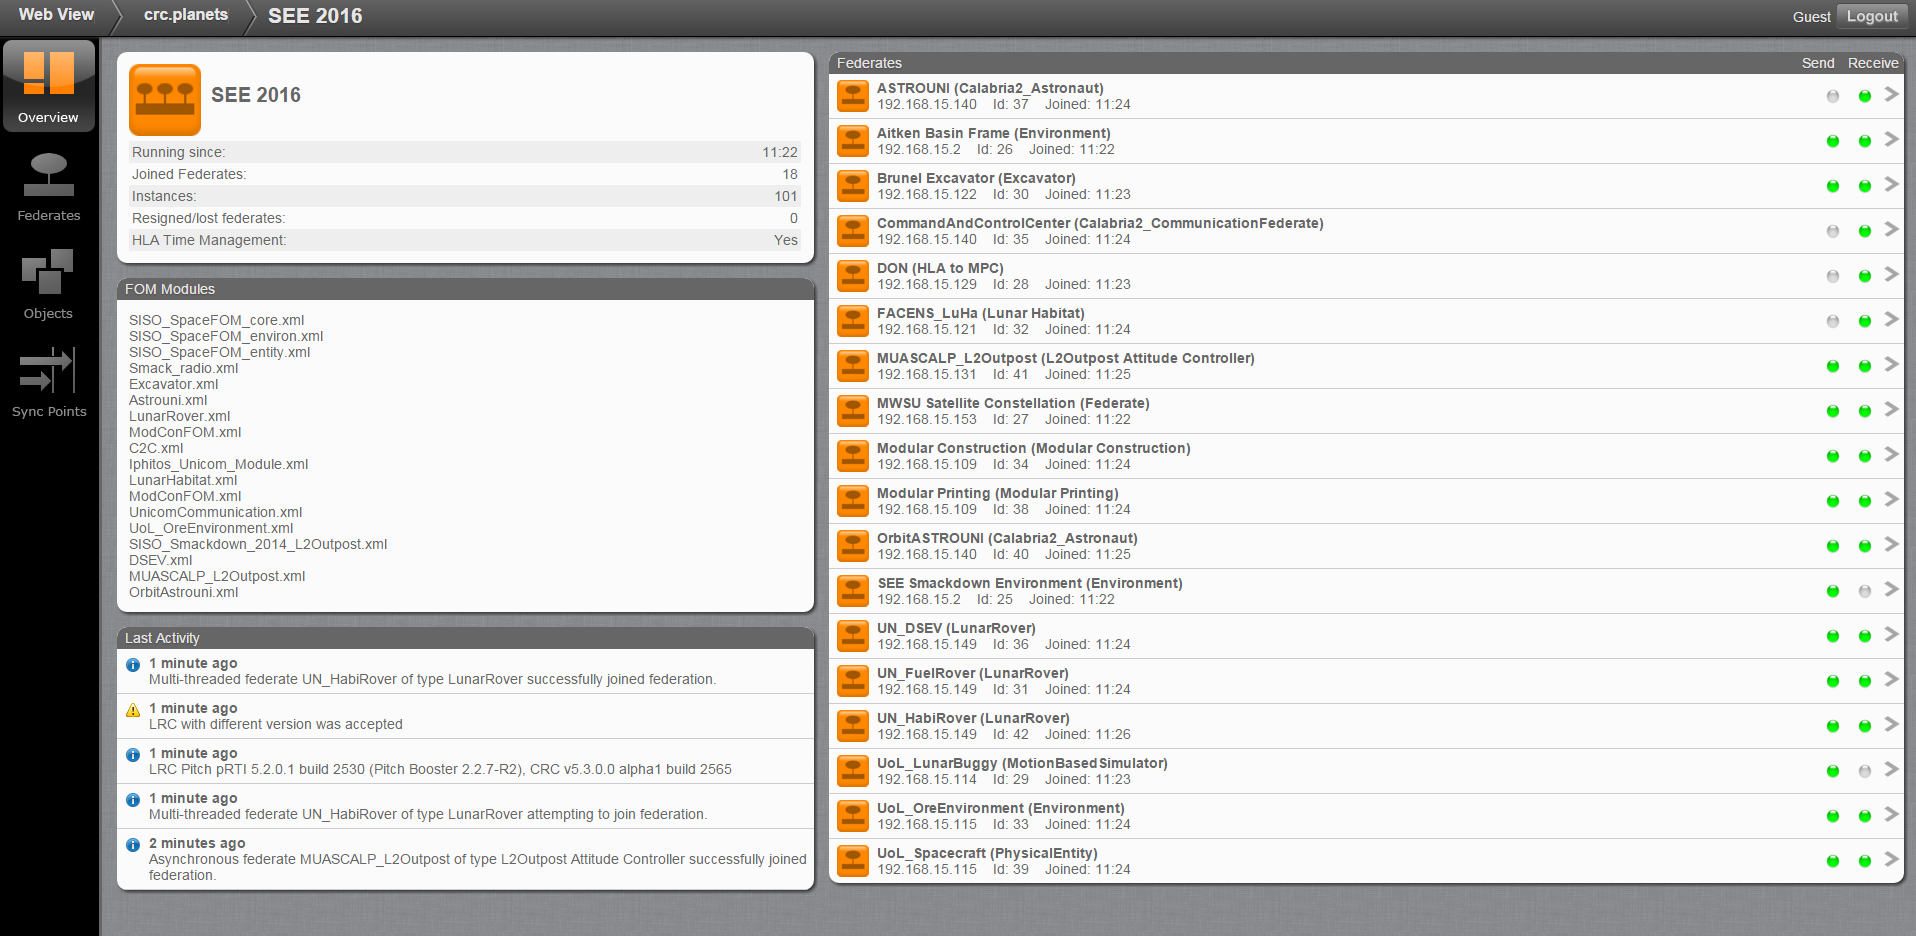 Web View
crc.planets
SEE 2016
Guest
Logout
Overview
Federates
Objects
Sync Points
SEE 2016
Running since: 11:22
Joined Federates: 18
Instances: 101
Resigned/lost federates: 0
HLA Time Management: Yes
FOM Modules
SISO_SpaceFOM_core.xml
SISO_SpaceFOM_environ.xml
SISO_SpaceFOM_entity.xml
Smack_radio.xml
Excavator.xml
Astrouni.xml
LunarRover.xml
ModConFOM.xml
C2C.xml
Iphitos_Unicom_Module.xml
LunarHabitat.xml
ModConFOM.xml
UnicomCommunication.xml
UoL_OreEnvironment.xml
SISO_Smackdown_2014_L2Outpost.xml
DSEV.xml
MUASCALP_L2Outpost.xml
OrbitAstrouni.xml
Last Activity
1 minute ago
Multi-threaded federate UN_HabiRover of type LunarRover successfully joined federation.
1 minute ago
LRC with different version was accepted
1 minute ago
LRC Pitch pRTI 5.2.0.1 build 2530 (Pitch Booster 2.2.7-R2), CRC v5.3.0.0 alpha1 build 2565
1 minute ago
Multi-threaded federate UN_HabiRover of type LunarRover attempting to join federation.
2 minutes ago
Asynchronous federate MUASCALP_L2Outpost of type L2Outpost Attitude Controller successfully joined
federation.
Federates Send Receive
ASTROUNI (Calabria2_Astronaut)
192.168.15.140 Id: 37 Joined: 11:24
Aitken Basin Frame (Environment)
192.168.15.2 Id: 26 Joined: 11:22
Brunel Excavator (Excavator)
192.168.15.122 Id: 30 Joined: 11:23
CommandAndControlCenter (Calabria2_CommunicationFederate)
192.168.15.140 Id: 35 Joined: 11:24
DON (HLA to MPC)
192.168.15.129 Id: 28 Joined: 11:23
FACENS_LuHa (Lunar Habitat)
192.168.15.121 Id: 32 Joined: 11:24
MUASCALP_L2Outpost (L2Outpost Attitude Controller)
192.168.15.131 Id: 41 Joined: 11:25
MWSU Satellite Constellation (Federate)
192.168.15.153 Id: 27 Joined: 11:22
Modular Construction (Modular Construction)
192.168.15.109 Id: 34 Joined: 11:24
Modular Printing (Modular Printing)
192.168.15.109 Id: 38 Joined: 11:24
OrbitASTROUNI (Calabria2_Astronaut)
192.168.15.140 Id: 40 Joined: 11:25
SEE Smackdown Environment (Environment)
192.168.15.2 Id: 25 Joined: 11:22
UN_DSEV (LunarRover)
192.168.15.149 Id: 36 Joined: 11:24
UN_FuelRover (LunarRover)
192.168.15.149 Id: 31 Joined: 11:24
UN_HabiRover (LunarRover)
192.168.15.149 Id: 42 Joined: 11:26
UoL_LunarBuggy (MotionBasedSimulator)
192.168.15.114 Id: 29 Joined: 11:23
UoL_OreEnvironment (Environment)
192.168.15.115 Id: 33 Joined: 11:24
UoL_Spacecraft (PhysicalEntity)
192.168.15.115 Id: 39 Joined: 11:24